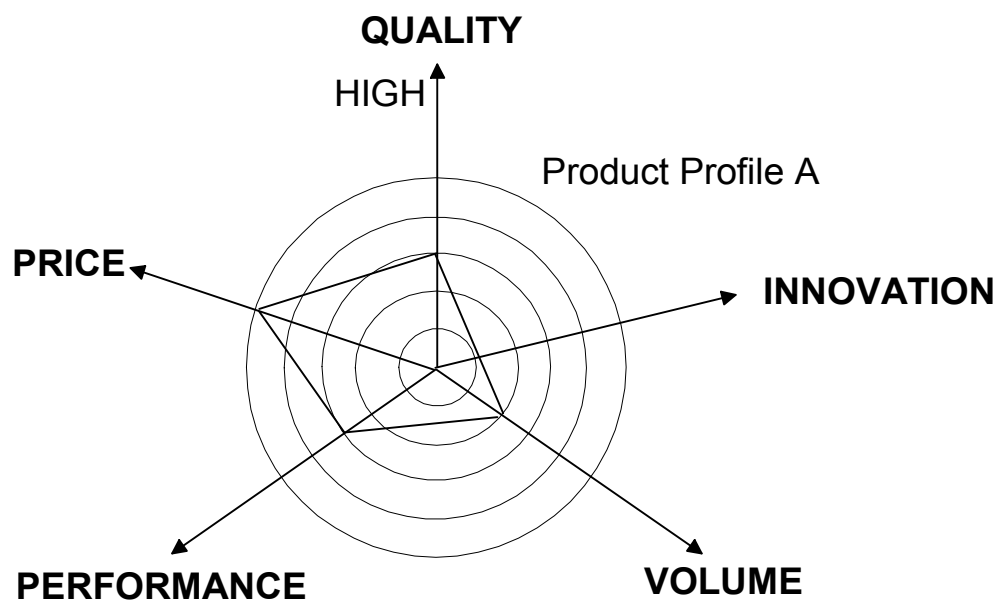 QUALITY
HIGH
Product Profile A
PRICE
INNOVATION
PERFORMANCE
VOLUME